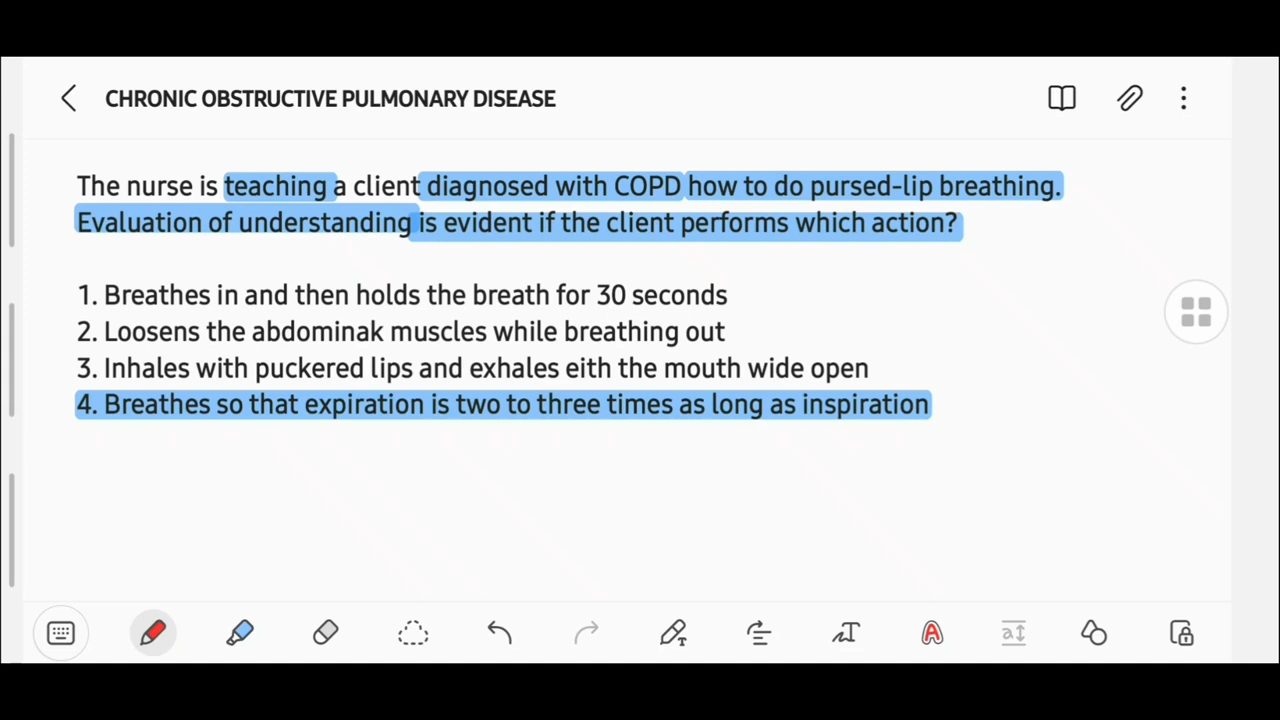 CHRONIC OBSTRUCTIVE PULMONARY DISEASE
The nurse is teaching a client diagnosed with COPD how to do pursed-lip breathing.
Evaluation of understanding is evident if the client performs which action?
1. Breathes in and then holds the breath for 30 seconds
2. Loosens the abdominak muscles while breathing out
3. Inhales with puckered lips and exhales eith the mouth wide open
4. Breathes so that expiration is two to three times as long as inspiration